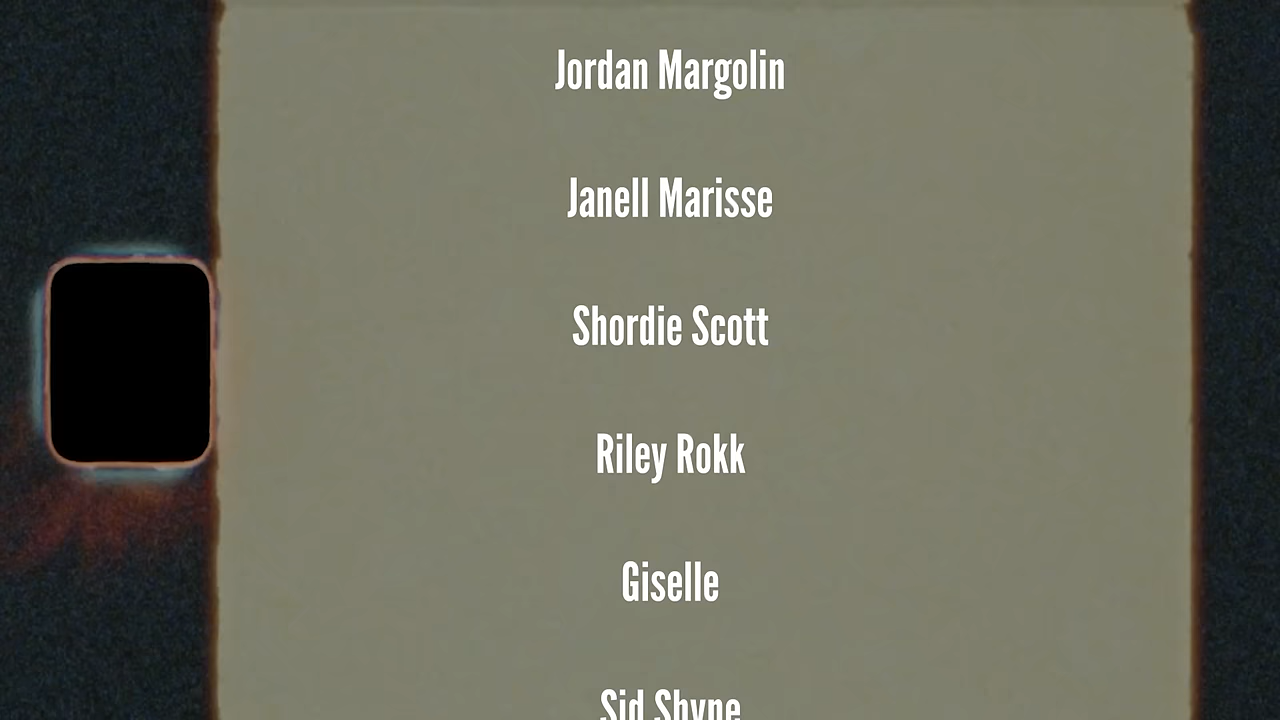 Jordan Margolin
Janell Marisse
Shordie Scott
Riley Rokk
Giselle
Sid Shyne